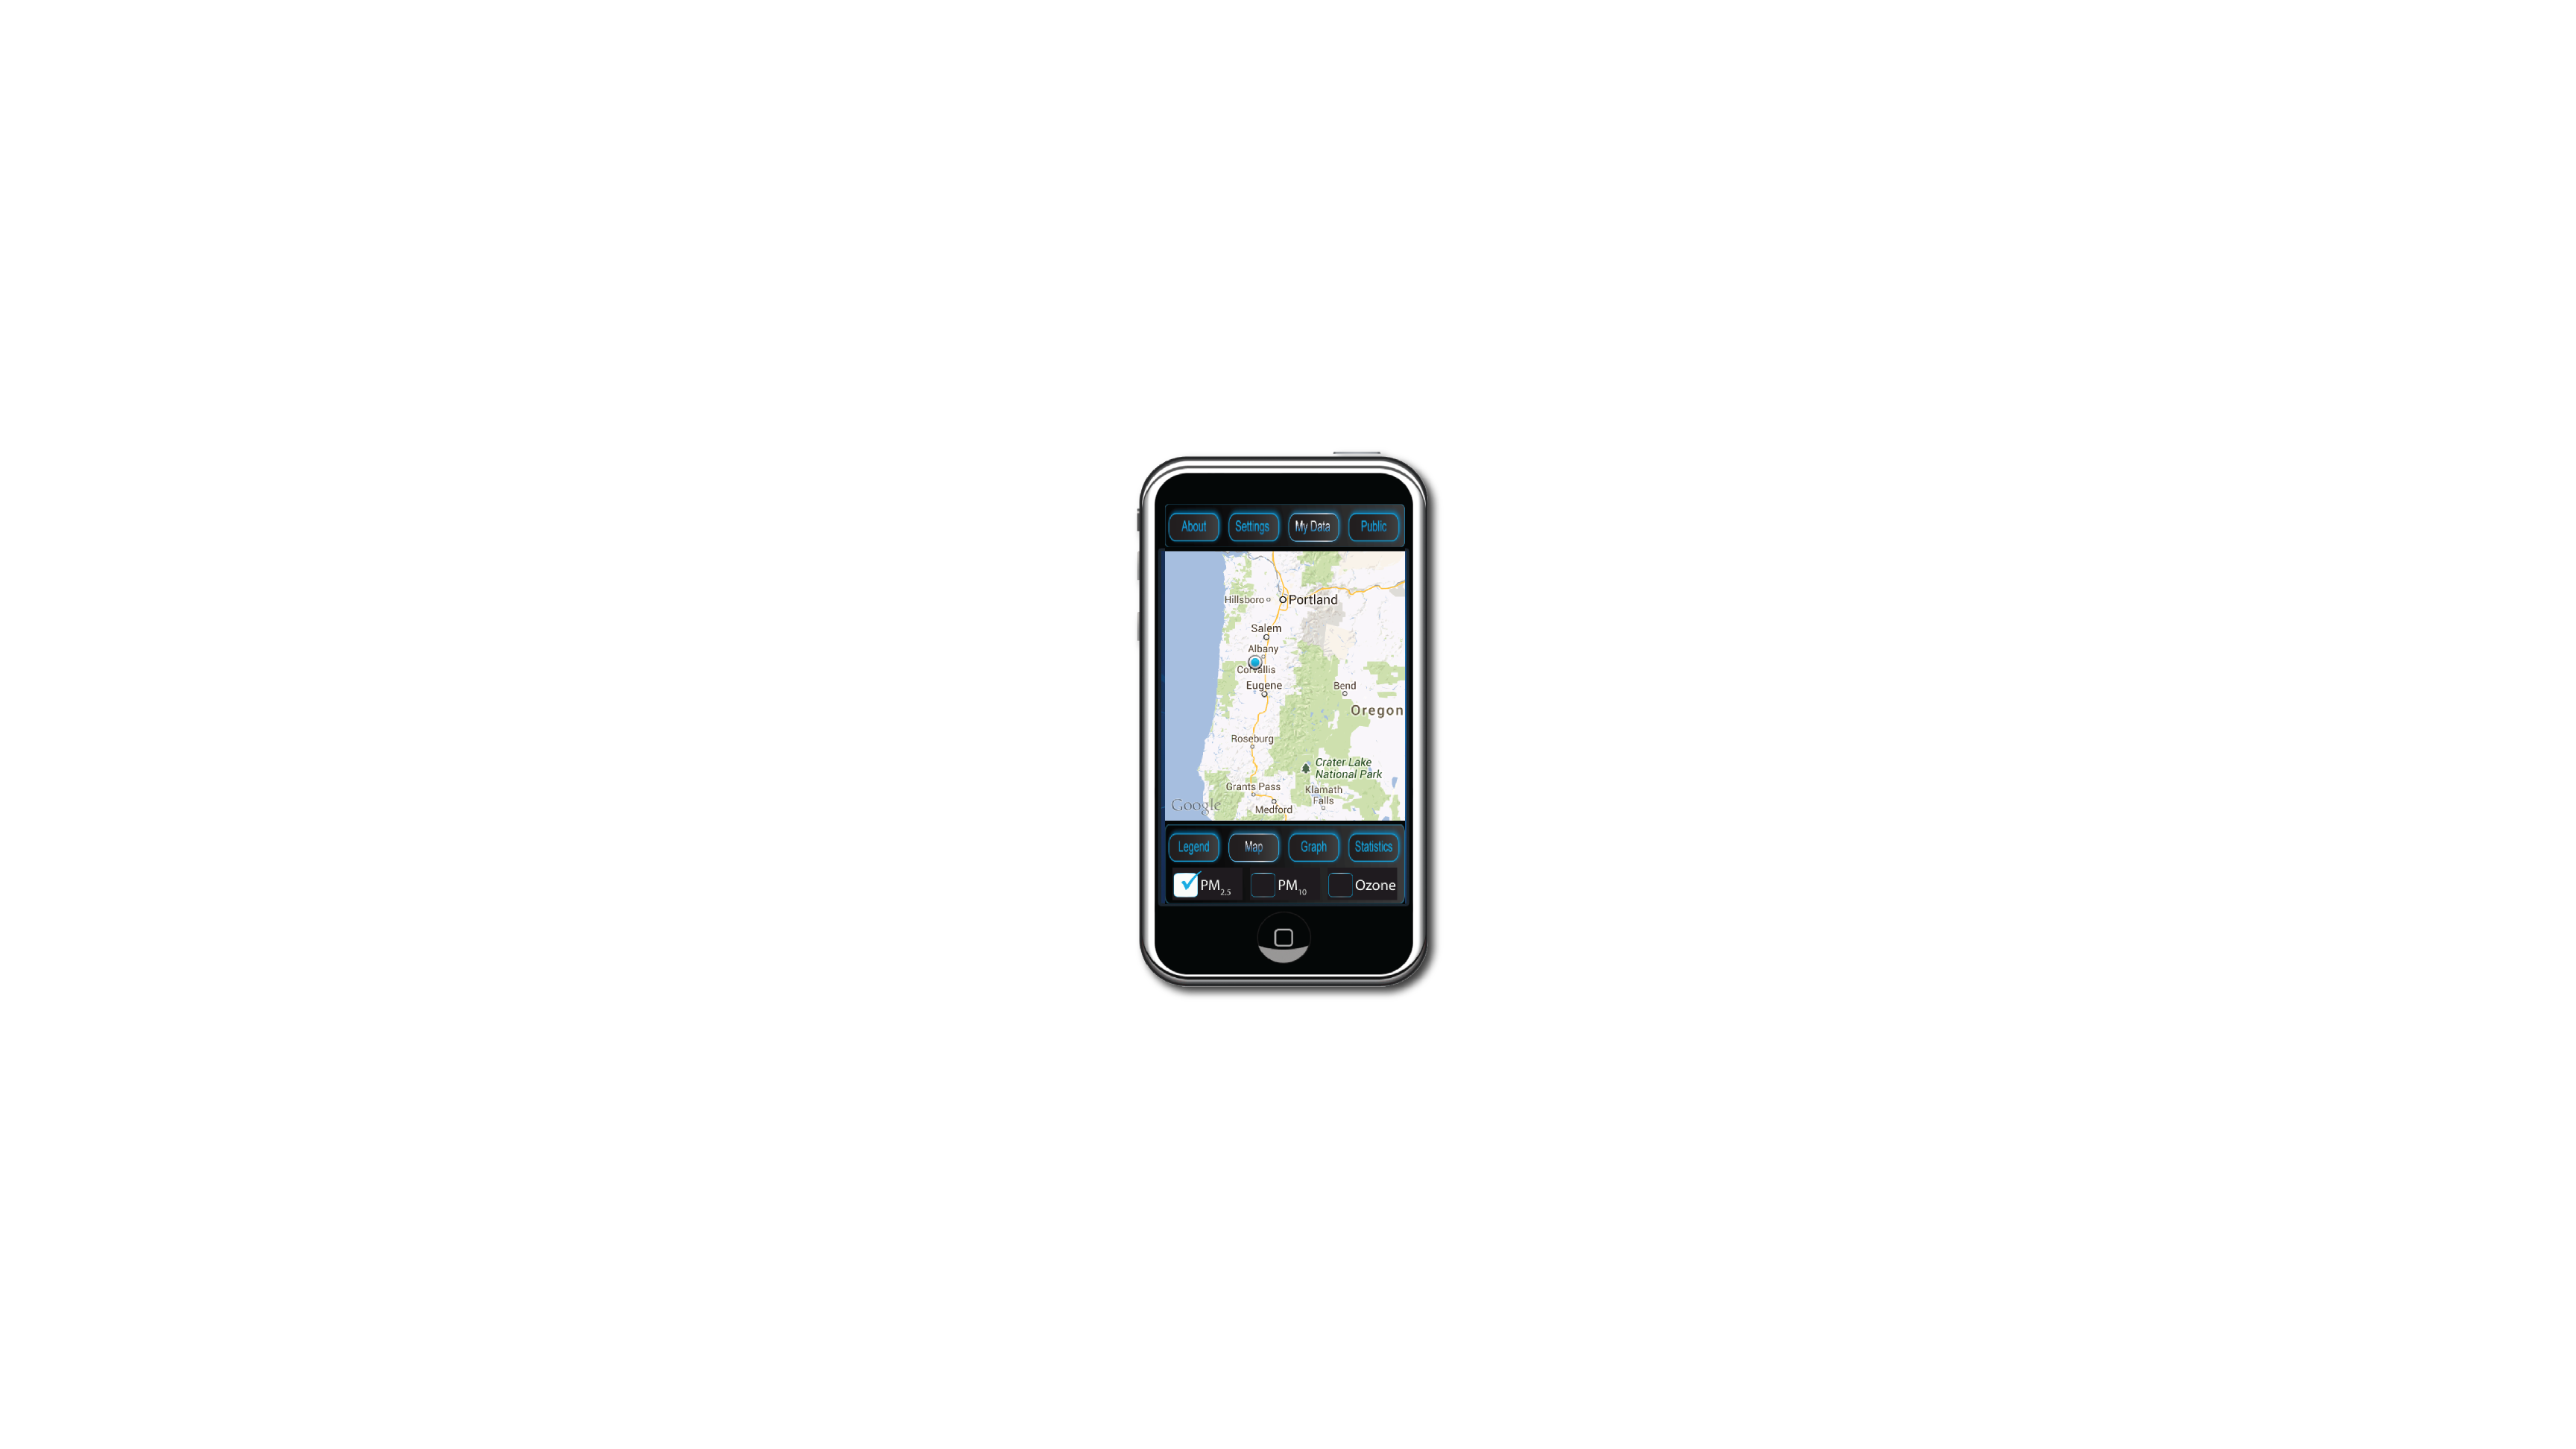 About Settings My Data Public
Hillsboro Portland
Salem
Albany
Corvallis
Eugene Bend
Oregon
Roseburg
Crater Lake
National Park
Grants Pass Klamath
Falls
Google Medford
Legend Map Graph Statistics
PM2.5 PM10 Ozone